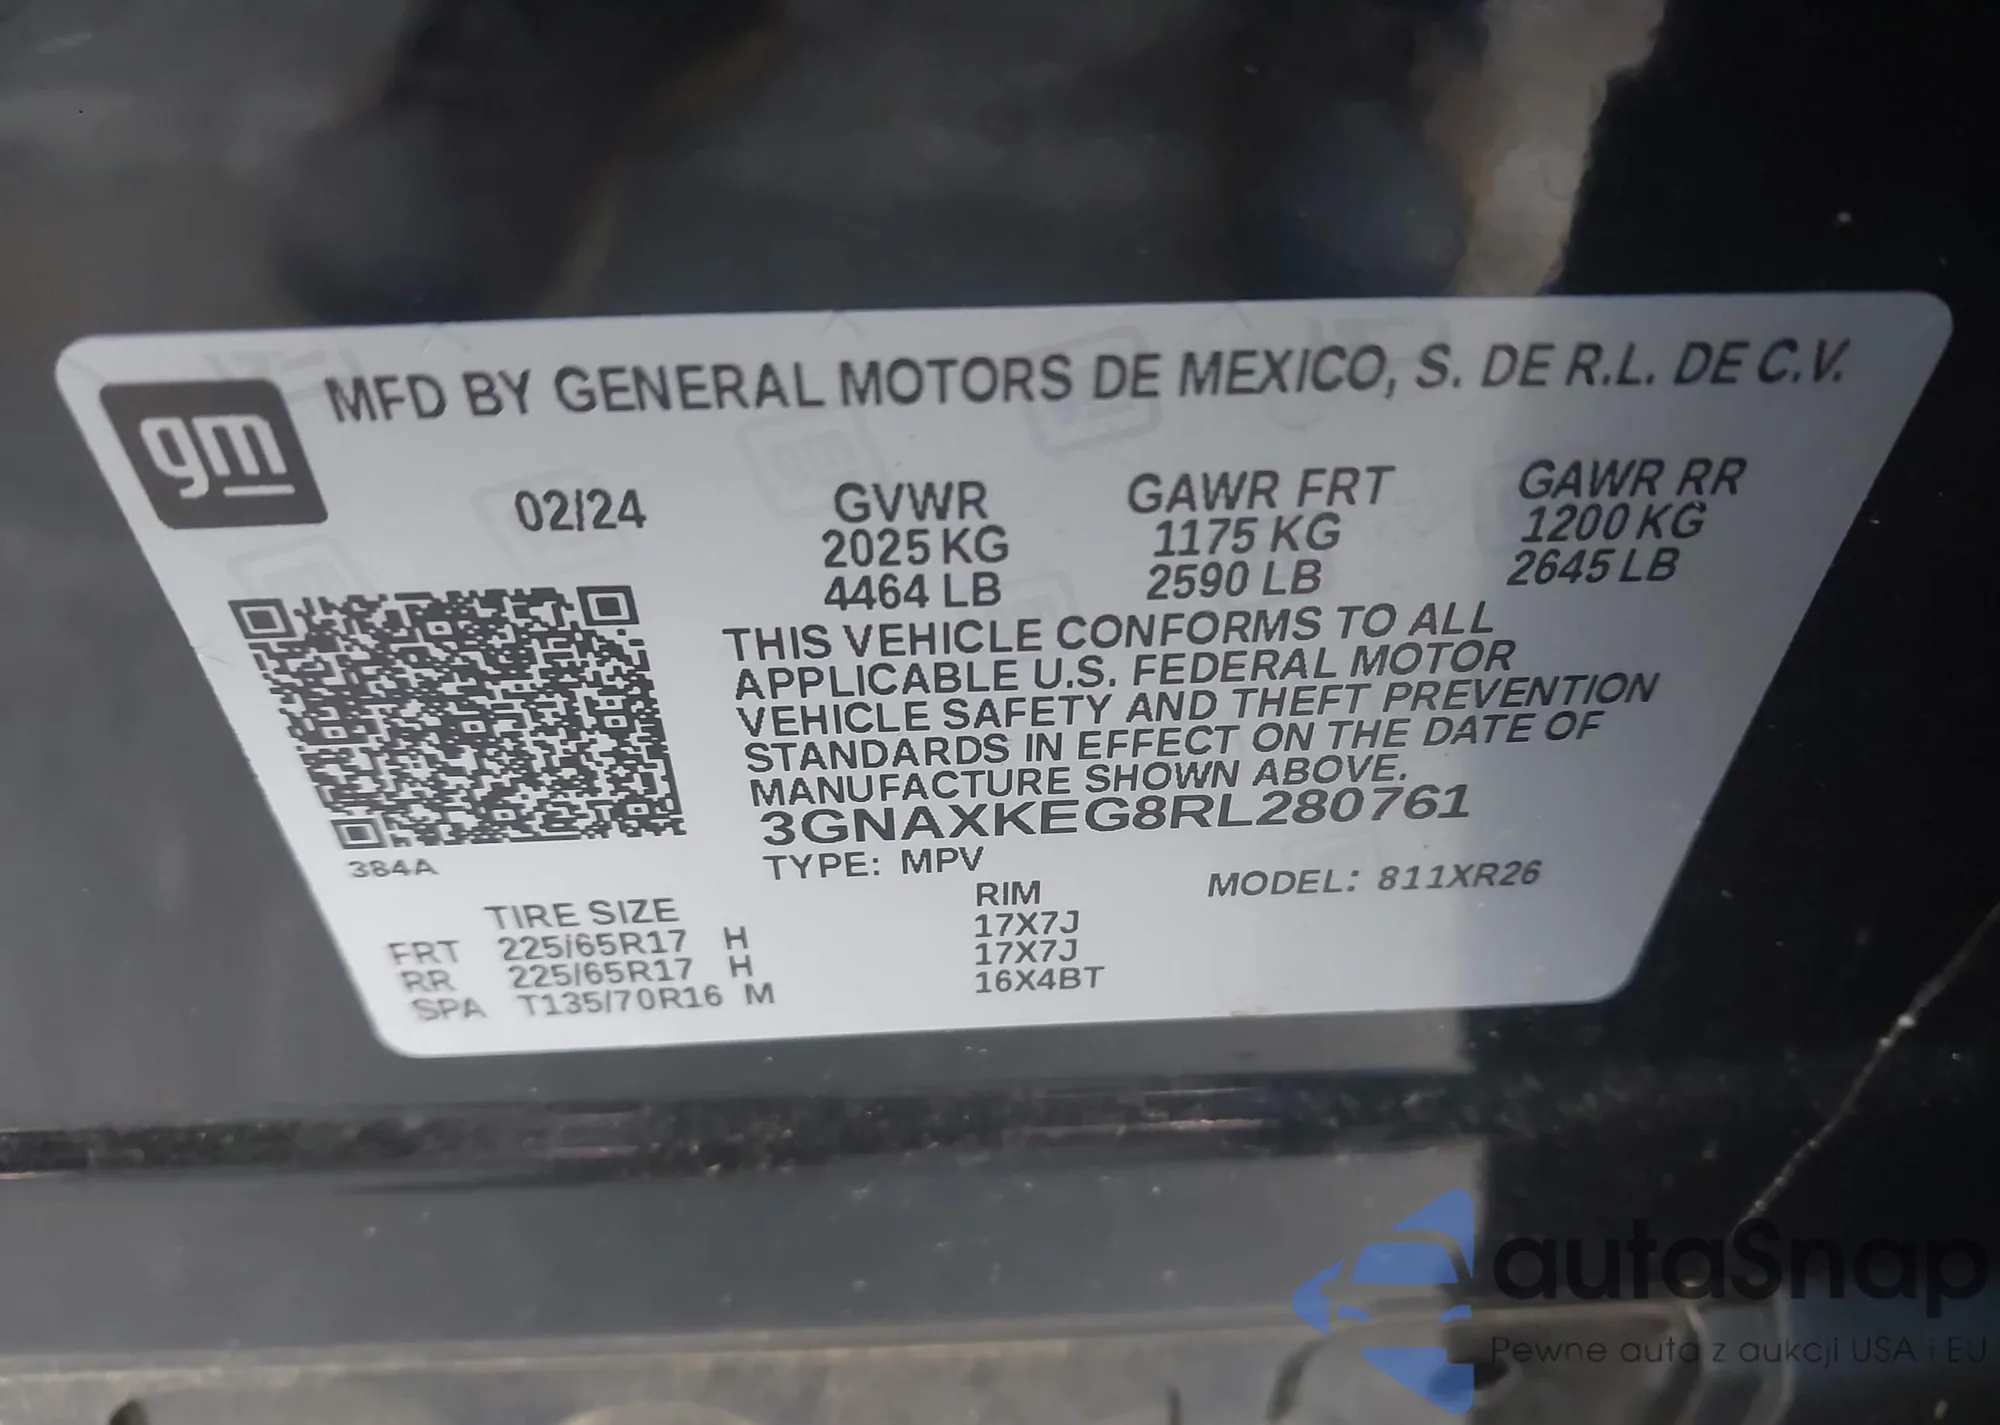 gm
MFD BY GENERAL MOTORS DE MEXICO, S. DE R.L. DE C.V.
02/24 GVWR GAWR FRT GAWR RR
2025 KG 1175 KG 1200 KG
4464 LB 2590 LB 2645 LB
THIS VEHICLE CONFORMS TO ALL
APPLICABLE U.S. FEDERAL MOTOR
VEHICLE SAFETY AND THEFT PREVENTION
STANDARDS IN EFFECT ON THE DATE OF
MANUFACTURE SHOWN ABOVE.
3GNAXKEG8RL280761
384A
TYPE: MPV MODEL: 811XR26
TIRE SIZE RIM
FRT 225/65R17 H 17X7J
RR 225/65R17 H 17X7J
SPA T135/70R16 M 16X4BT
autaSnap
Pewne auta z aukcji USA i EU